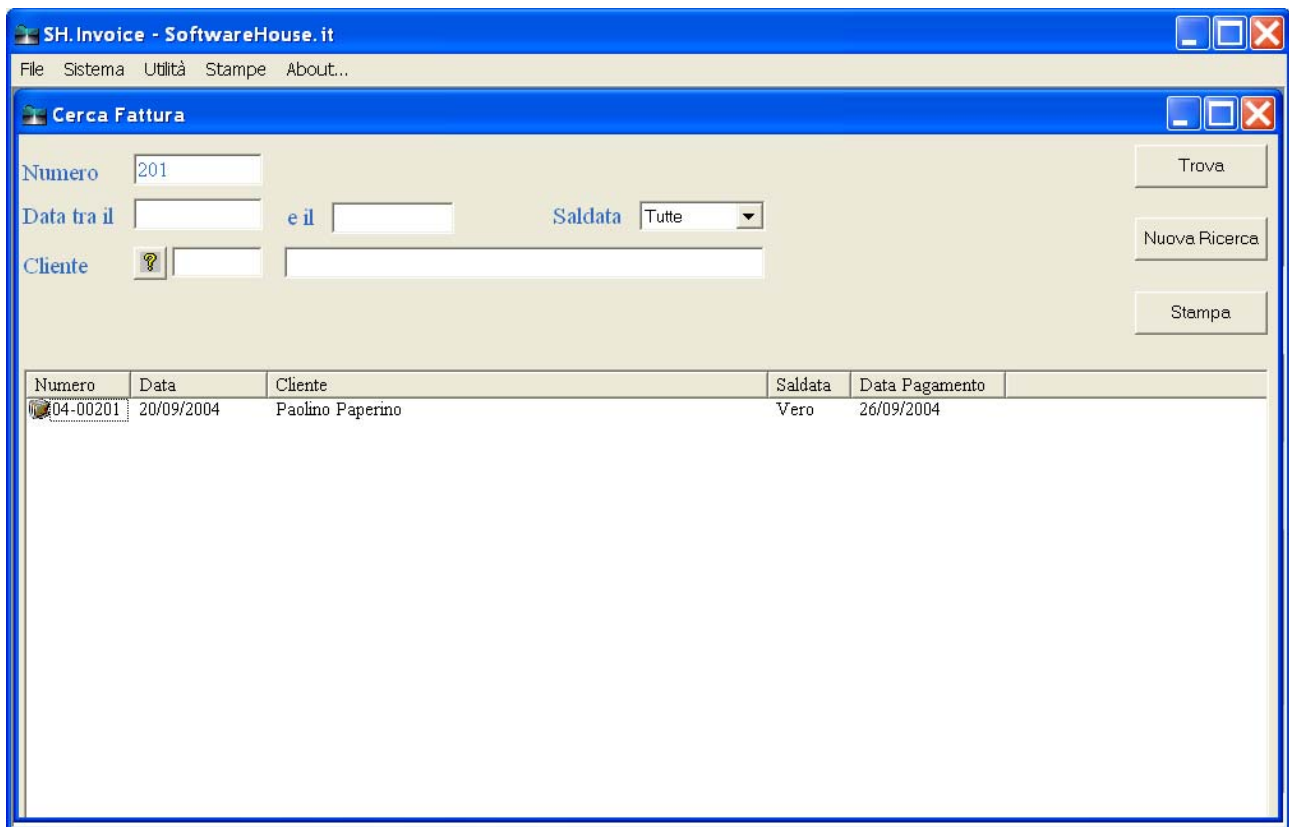 SH.Invoice - SoftwareHouse.it
File Sistema Utilità Stampe About...
Cerca Fattura
Numero 201 Trova
Data tra il e il Saldata Tutte
Nuova Ricerca
Cliente ?
Stampa
Numero Data Cliente Saldata Data Pagamento
04-00201 20/09/2004 Paolino Paperino Vero 26/09/2004